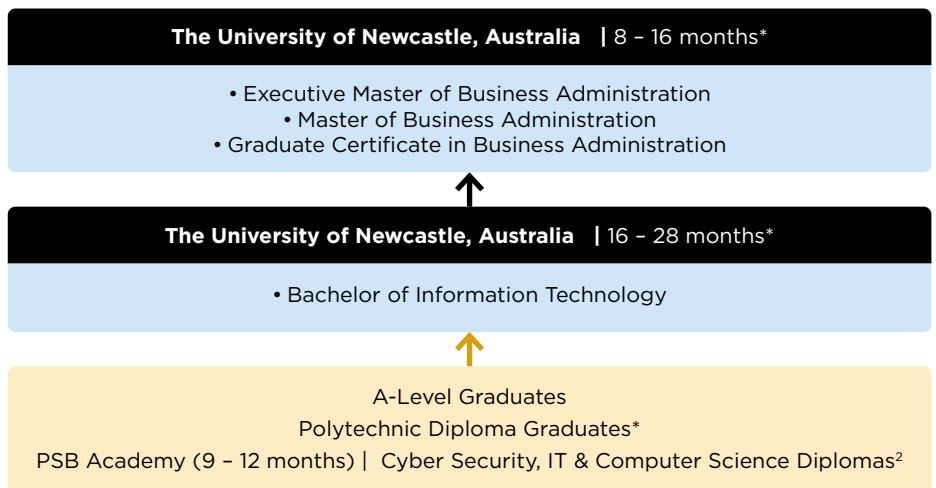 The University of Newcastle, Australia | 8 – 16 months*
• Executive Master of Business Administration
• Master of Business Administration
• Graduate Certificate in Business Administration
The University of Newcastle, Australia | 16 – 28 months*
• Bachelor of Information Technology
A-Level Graduates
Polytechnic Diploma Graduates*
PSB Academy (9 – 12 months) | Cyber Security, IT & Computer Science Diplomas²